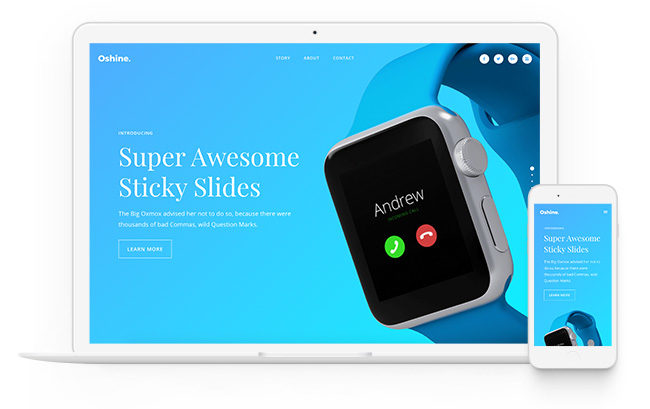 Oshine.
STORY
ABOUT
CONTACT
INTRODUCING
Super Awesome
Sticky Slides
The Big Oxmox advised her not to do so, because there were
thousands of bad Commas, wild Question Marks.
LEARN MORE
Andrew
INCOMING CALL
Oshine.
INTRODUCING
Super Awesome
Sticky Slides
The Big Oxmox advised her not to
do so, because there were
thousands of bad Commas, wild
Question Marks.
LEARN MORE